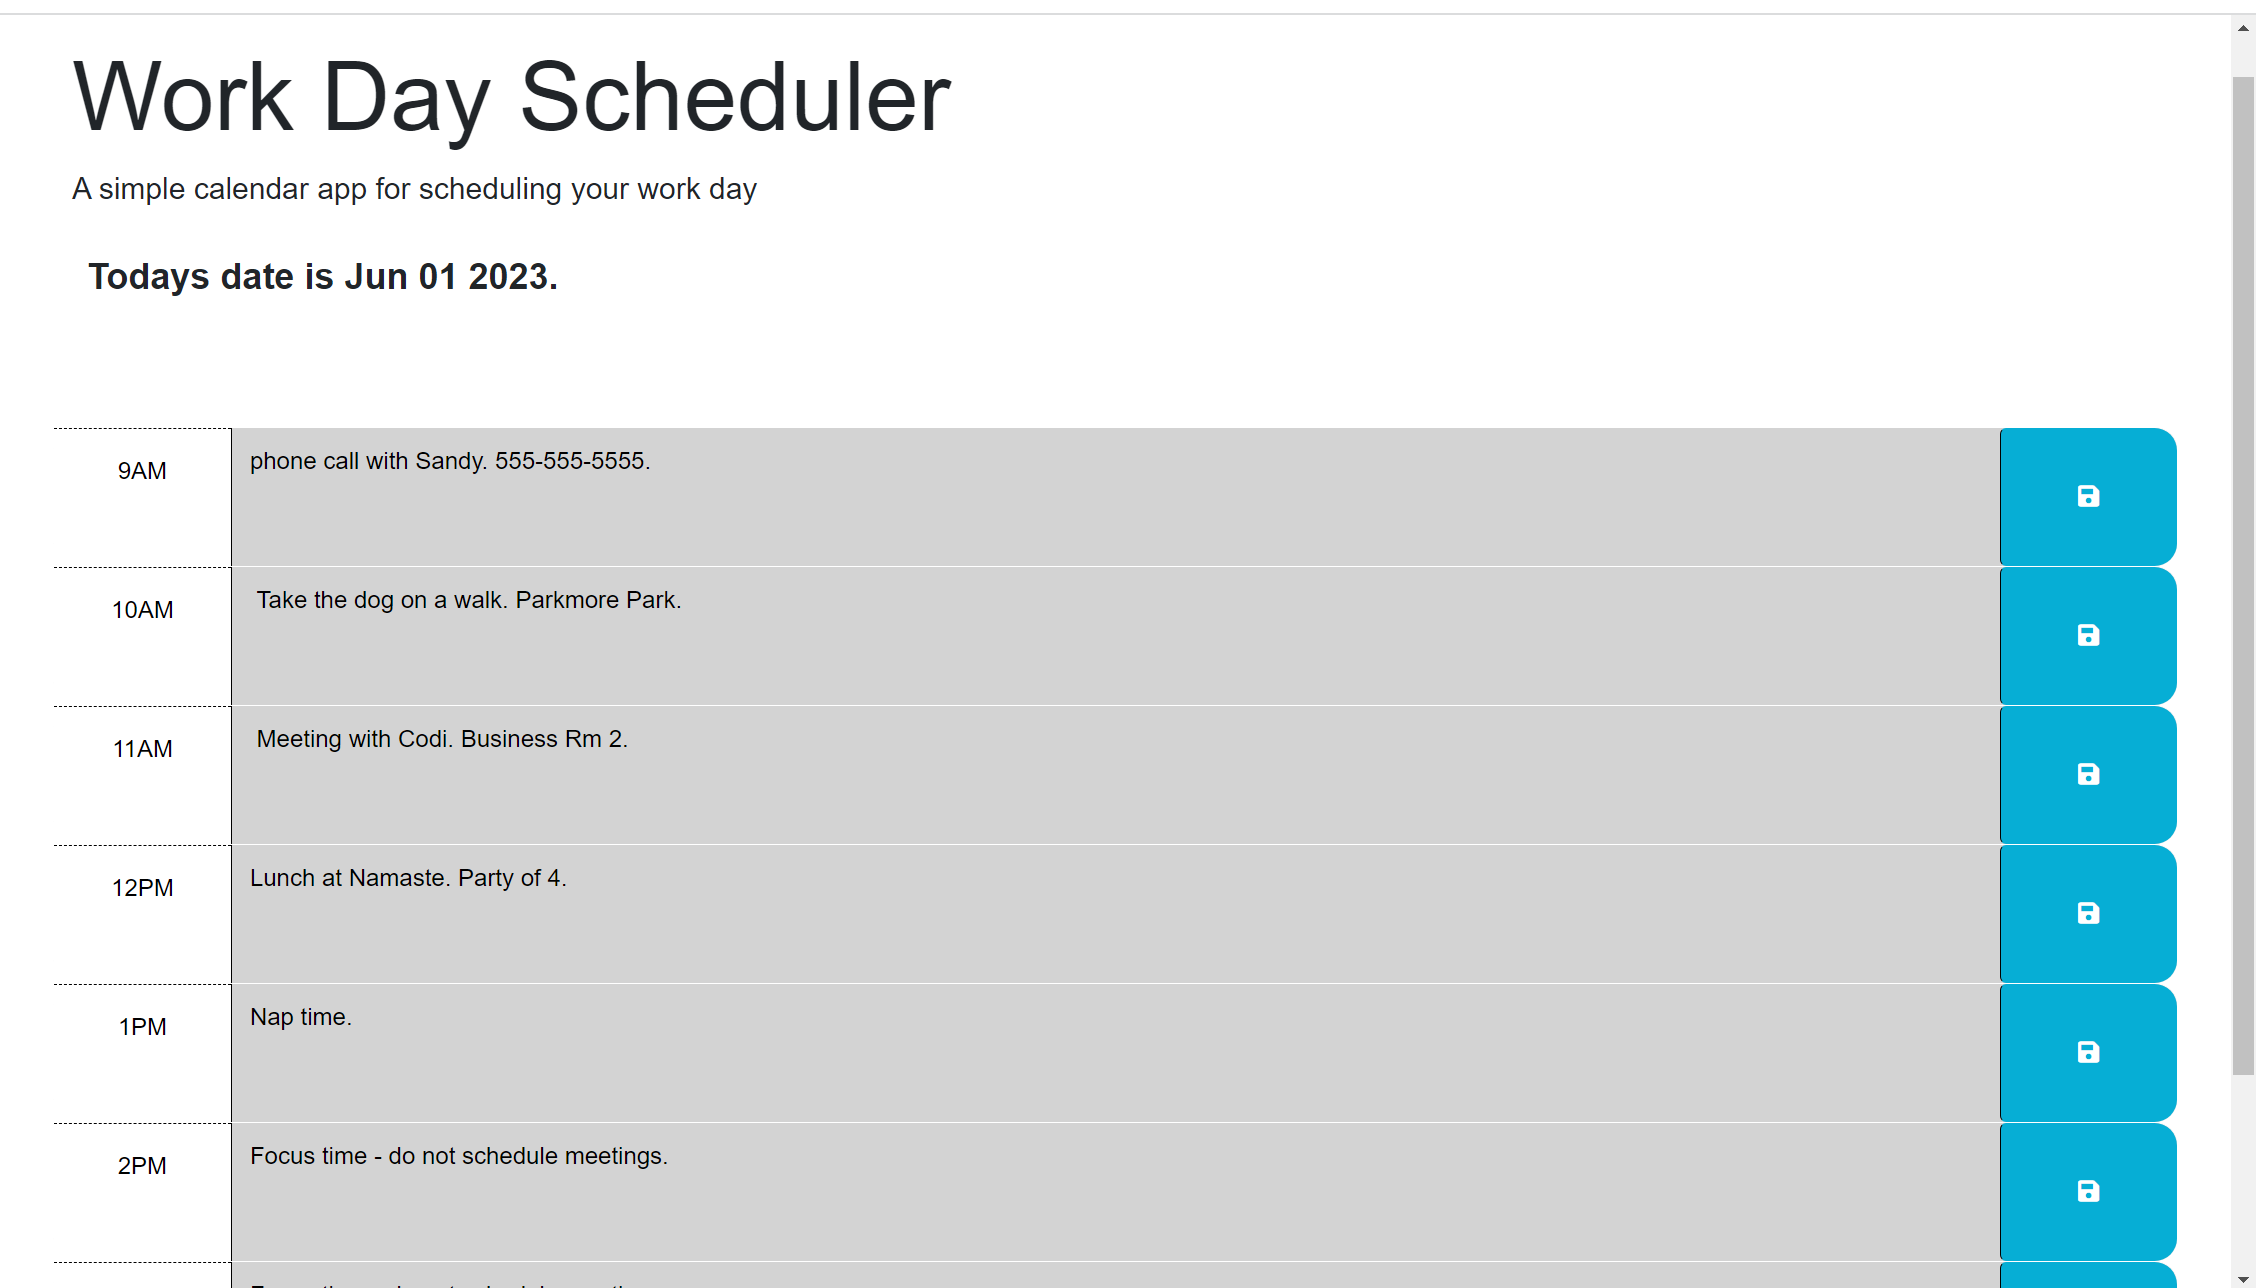 Work Day Scheduler
A simple calendar app for scheduling your work day
Todays date is Jun 01 2023.
9AM
phone call with Sandy. 555-555-5555.
10AM
Take the dog on a walk. Parkmore Park.
11AM
Meeting with Codi. Business Rm 2.
12PM
Lunch at Namaste. Party of 4.
1PM
Nap time.
2PM
Focus time - do not schedule meetings.